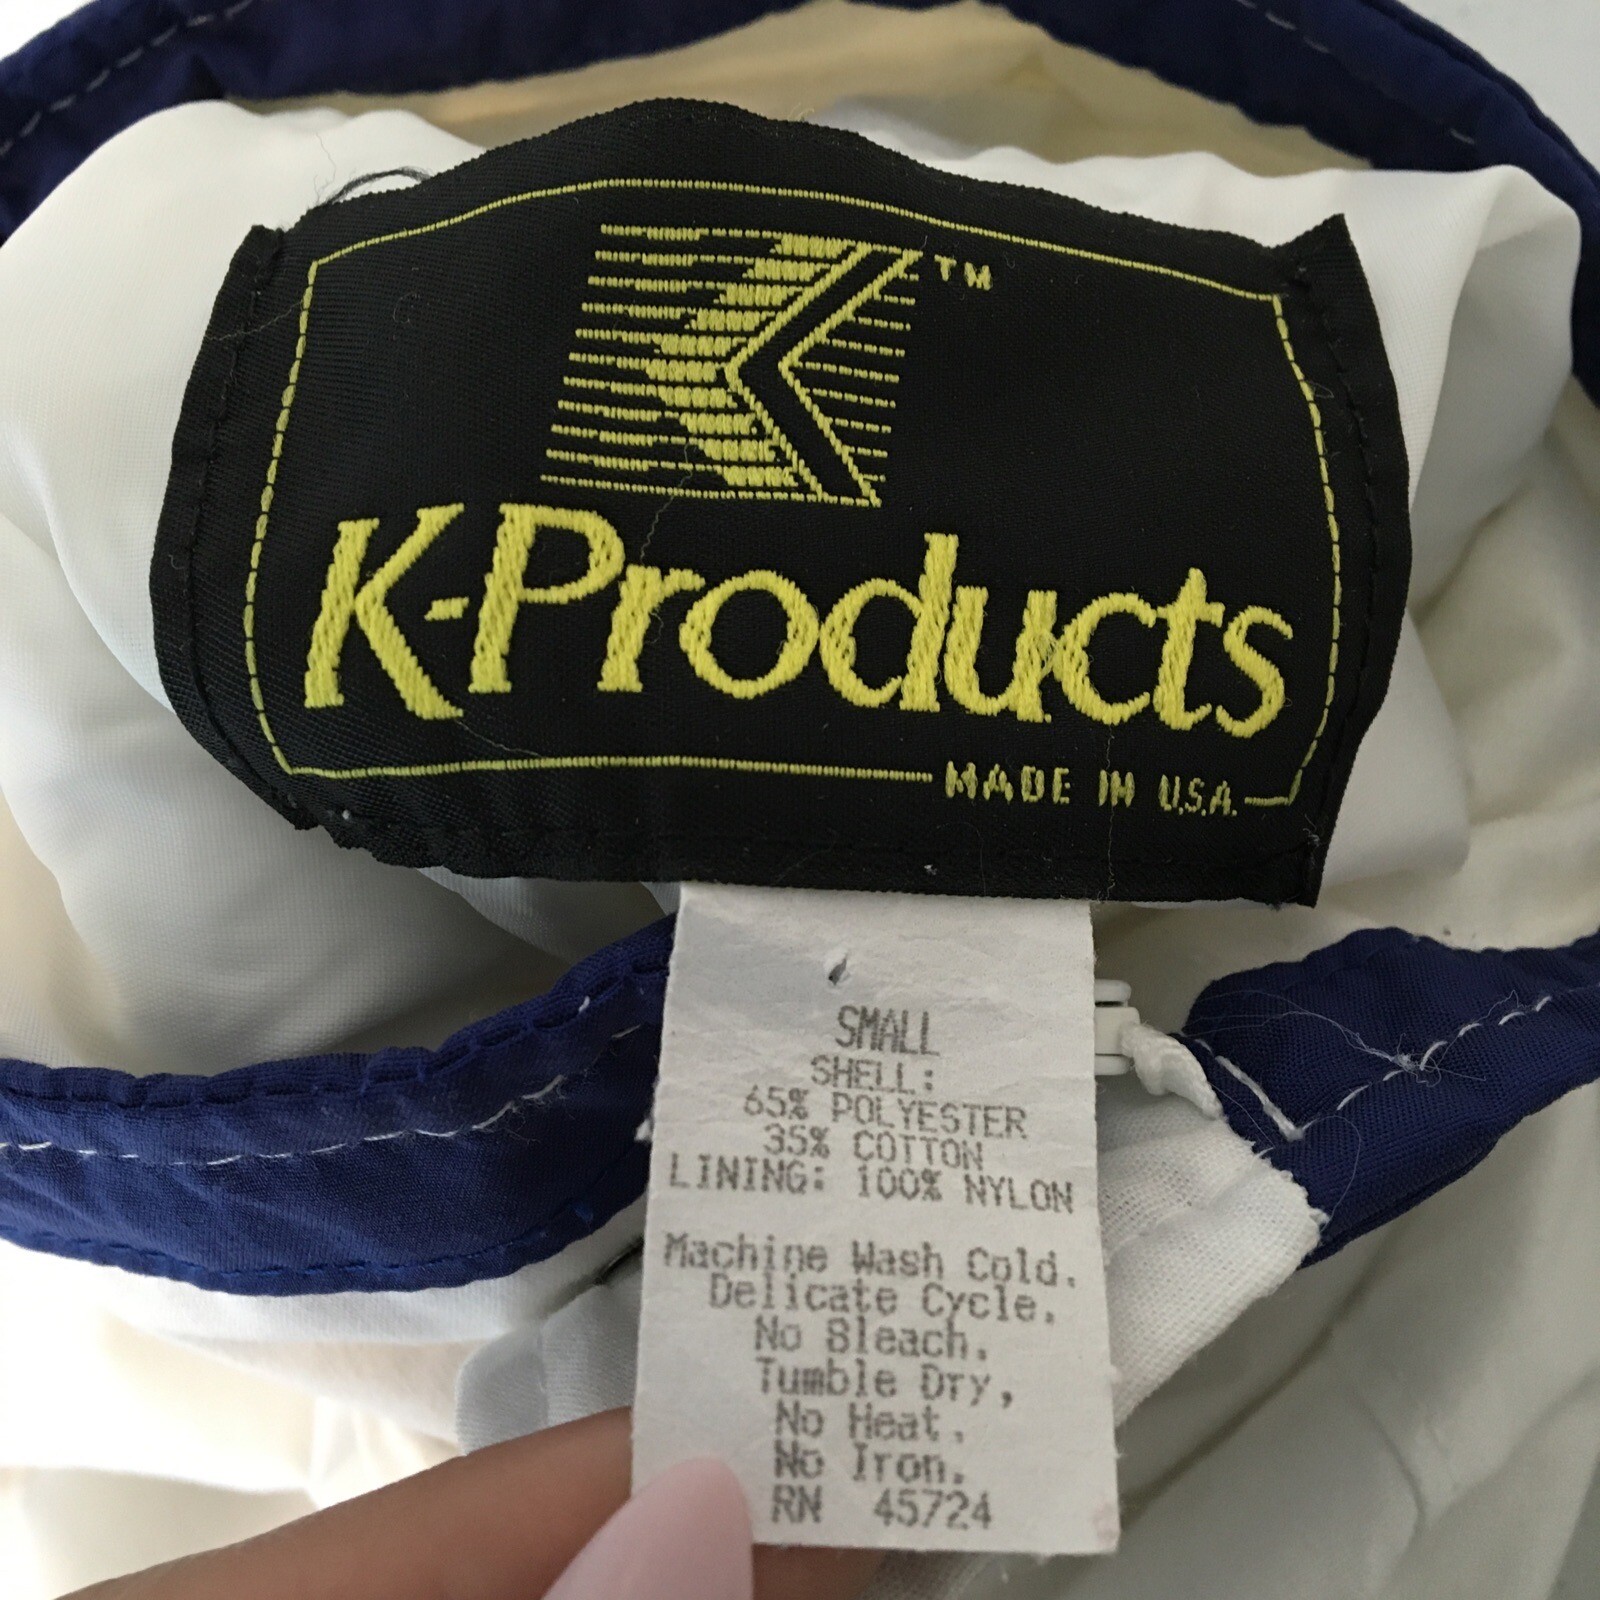 K
TM
K-Products
MADE IN U.S.A.
SMALL
SHELL:
65% POLYESTER
35% COTTON
LINING: 100% NYLON
Machine Wash Cold.
Delicate Cycle.
No Bleach.
Tumble Dry,
No Heat.
No Iron.
RN 45724